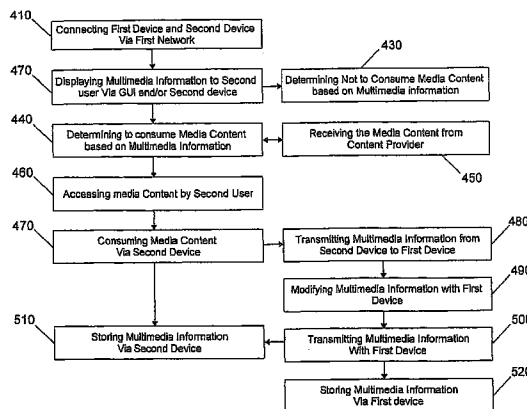 410
Connecting First Device and Second Device
Via First Network
470
Displaying Multimedia Information to Second
user Via GUI end/or Second device
430
Determining Not to Consume Media Content
based on Multimedia information
440
Determining to consume Media Content
based on Multimedia Information
Receiving the Media Content from
Content Provider
450
460
Accessing media Content by Second User
470
Consuming Media Content
Via Second Device
480
Transmitting Multimedia Information from
Second Device to First Device
490
Modifying Multimedia Information with First
Device
510
Storing Multimedia Information
Via Second Device
500
Transmitting Multimedia Information
With First Device
520
Storing Multimedia Information
Via First device